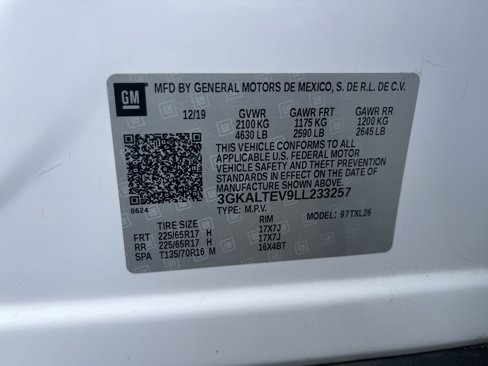 MFD BY GENERAL MOTORS DE MEXICO, S. DE R.L. DE C.V.
GM
12/19 GVWR GAWR FRT GAWR RR
2100 KG 1175 KG 1200 KG
4630 LB 2590 LB 2645 LB
THIS VEHICLE CONFORMS TO ALL
APPLICABLE U.S. FEDERAL MOTOR
VEHICLE SAFETY AND THEFT PREVENTION
STANDARDS IN EFFECT ON THE DATE OF
MANUFACTURE SHOWN ABOVE.
3GKALTEV9LL233257
8624
TYPE: M.P.V. MODEL: 97TXL26
TIRE SIZE RIM
FRT 225/65R17 H 17X7J
RR 225/65R17 H 17X7J
SPA T135/70R16 M 16X4BT